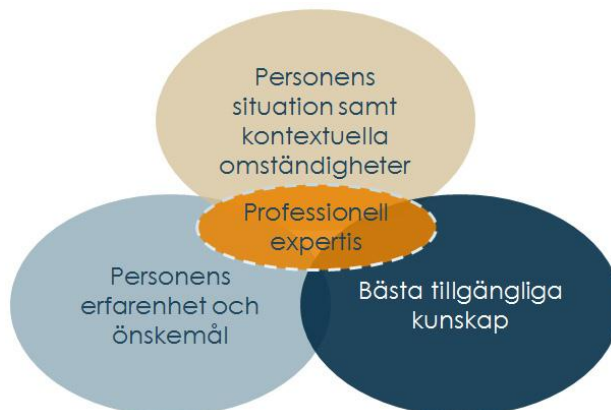 Personens
situation samt
kontextuella
omständigheter
Professionell
expertis
Personens
erfarenhet och
önskemål
Bästa tillgängliga
kunskap